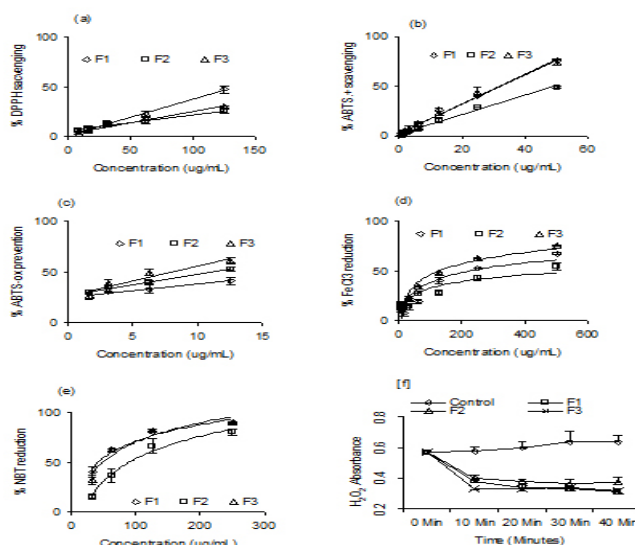 (a)
100
50
0
% DPPH scavenging
F1 F2 F3
0 50 100 150
Concentration (ug/mL)
(b)
100
50
0
% ABTS.+ scavenging
F1 F2 F3
0 20 40 60
Concentration (ug/mL)
(c)
100
50
0
% ABTS-ox prevention
F1 F2 F3
0 5 10 15
Concentration (ug/mL)
(d)
100
50
0
% FeCl3 reduction
F1 F2 F3
0 200 400 600
Concentration (ug/mL)
(e)
100
50
0
% NBT reduction
F1 F2 F3
0 100 200 300
Concentration (ug/mL)
[f]
Control F1
F2 F3
0.8
0.6
0.4
0.2
H2O2 Absorbance
0 Min 10 Min 20 Min 30 Min 40 Min
Time (Minutes)